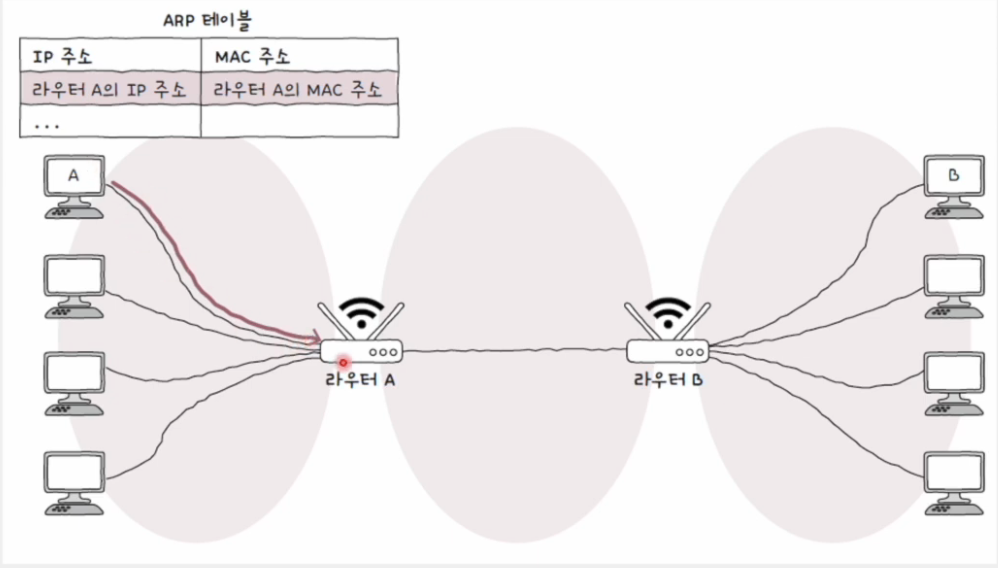 ARP 테이블
IP 주소 MAC 주소
라우터 A의 IP 주소 라우터 A의 MAC 주소
...
A B
라우터 A 라우터 B